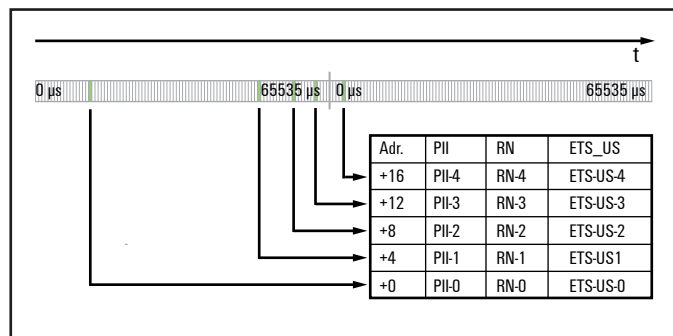 t
0 µs 65535 µs 0 µs 65535 µs
Adr. PII RN ETS_US
+16 PII-4 RN-4 ETS-US-4
+12 PII-3 RN-3 ETS-US-3
+8 PII-2 RN-2 ETS-US-2
+4 PII-1 RN-1 ETS-US1
+0 PII-0 RN-0 ETS-US-0